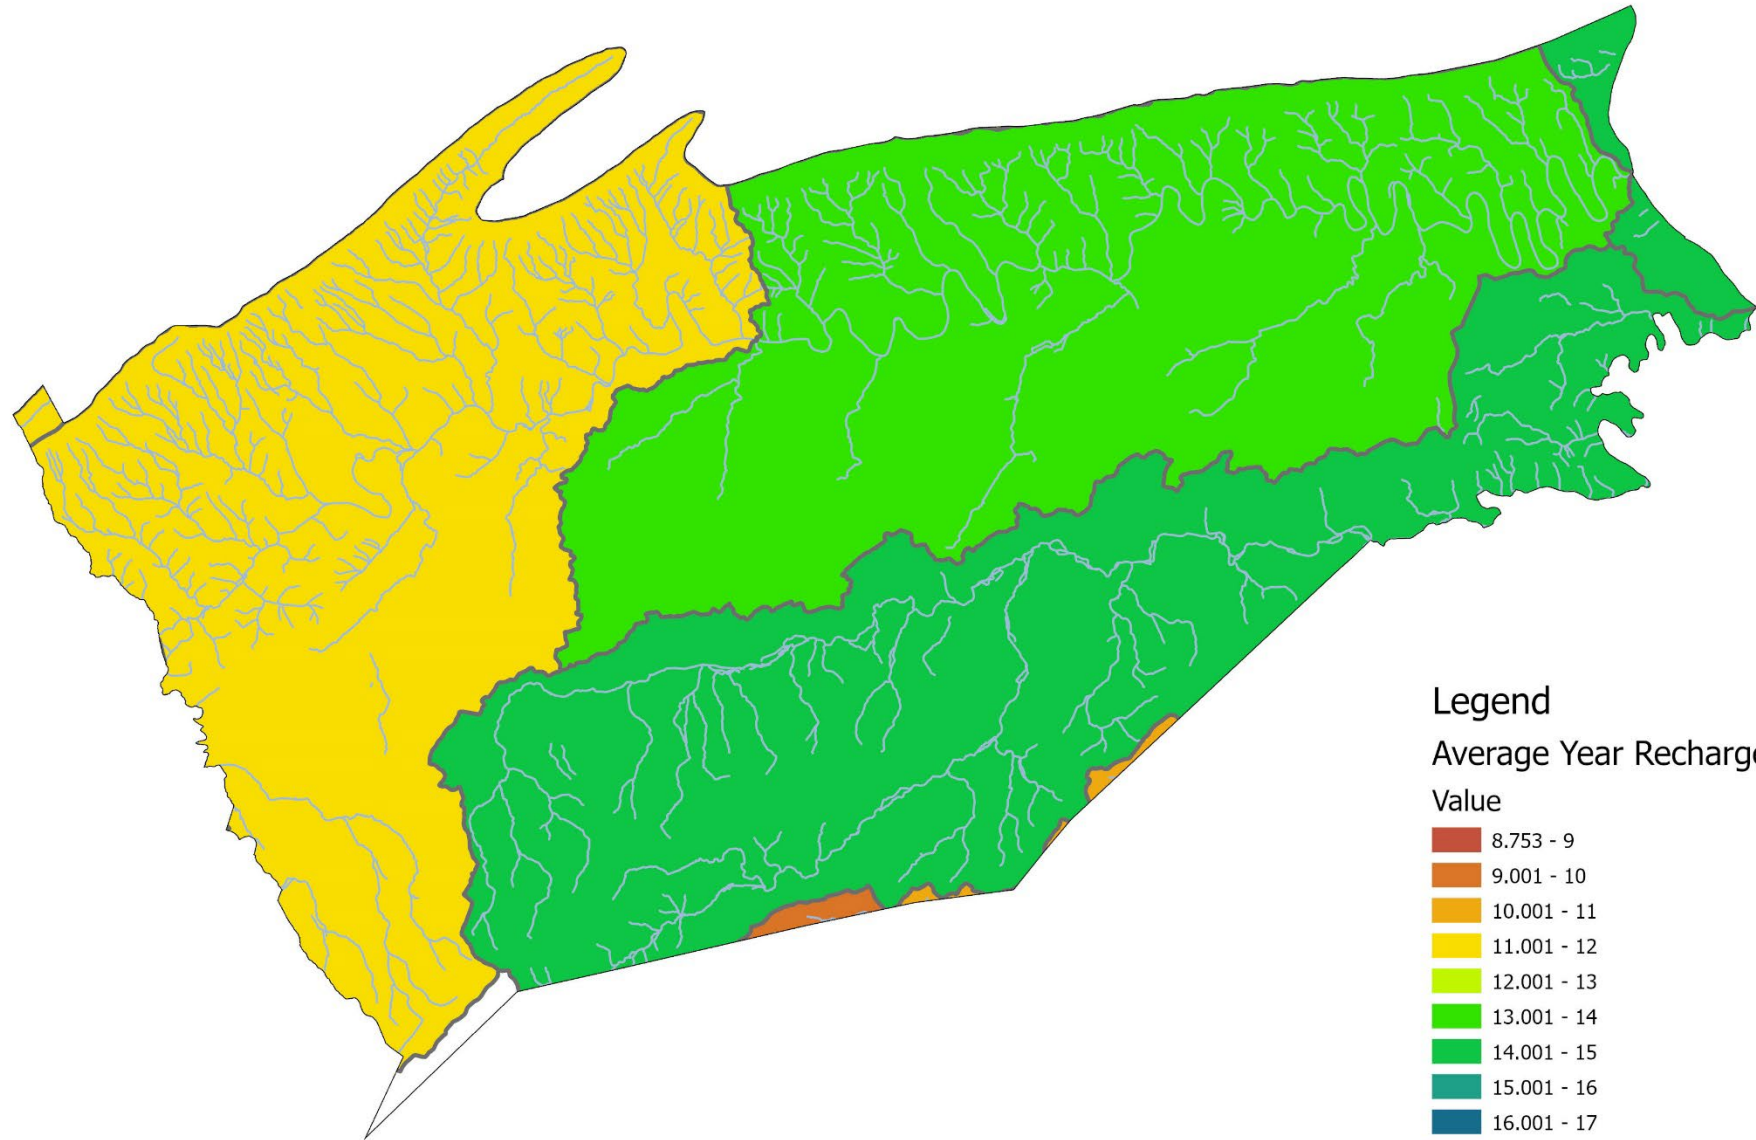 Legend
Average Year Recharge
Value
8.753 - 9
9.001 - 10
10.001 - 11
11.001 - 12
12.001 - 13
13.001 - 14
14.001 - 15
15.001 - 16
16.001 - 17